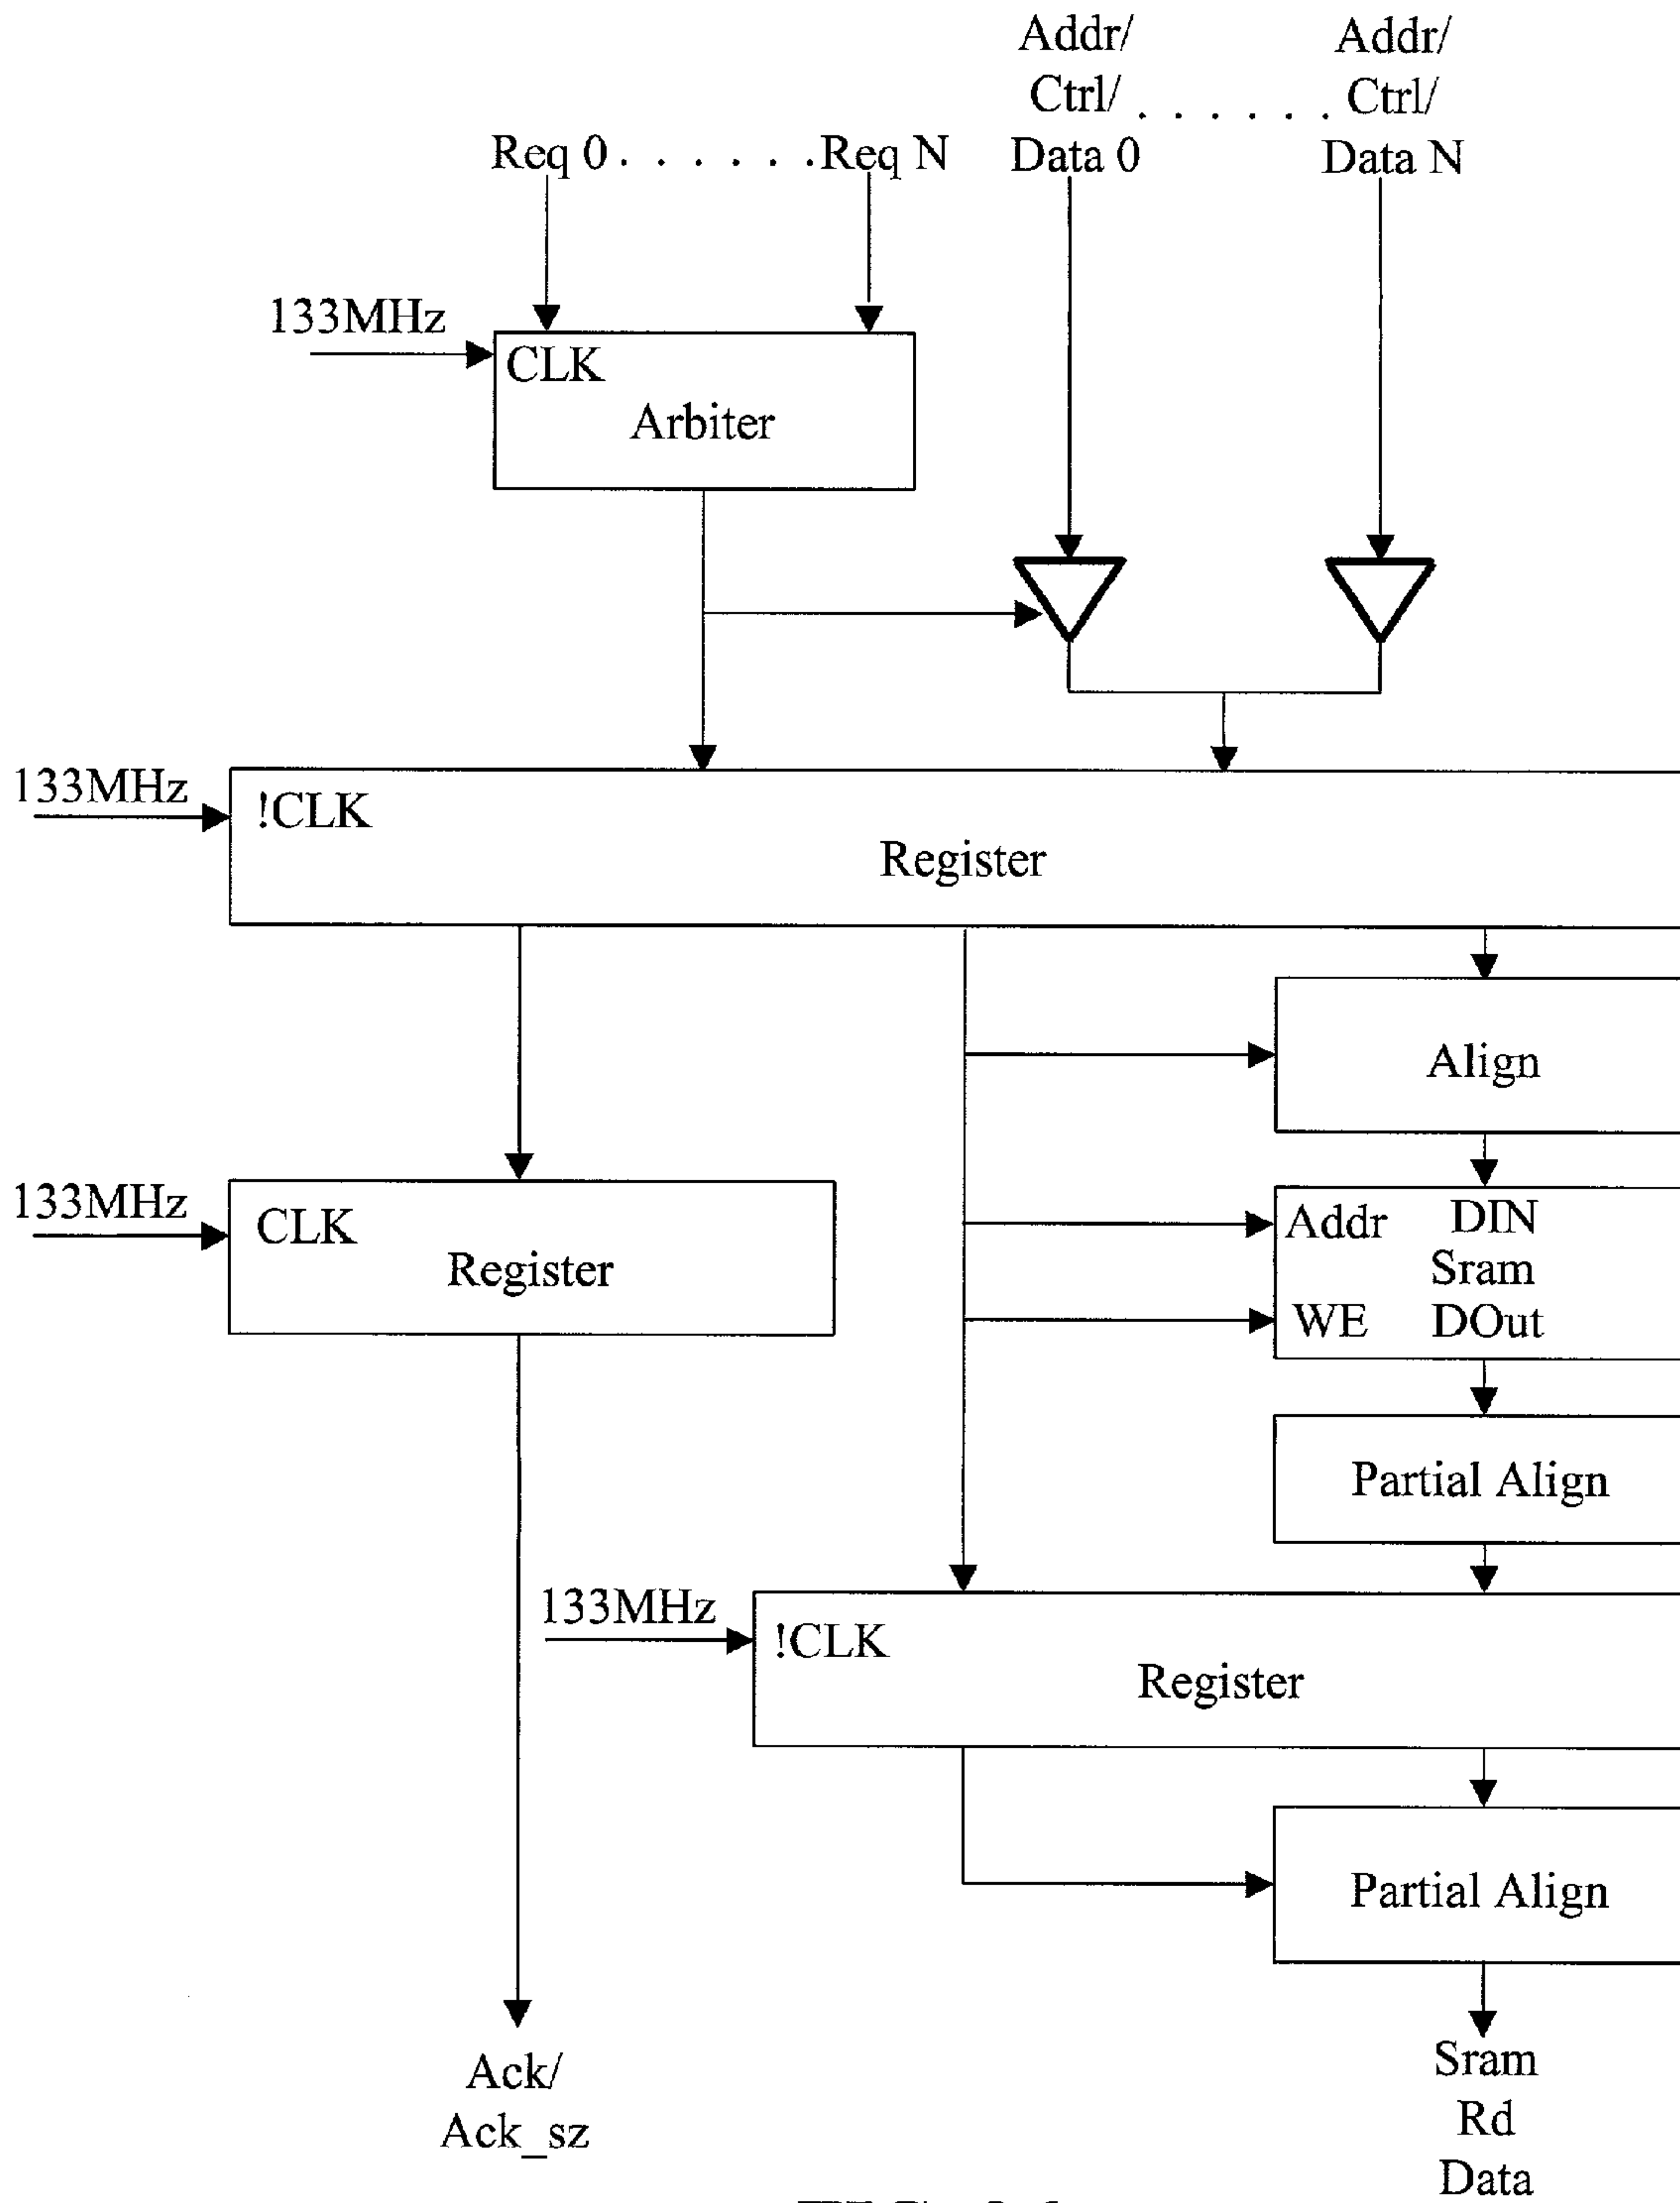 Addr/
Ctrl/
Data 0
. . . . . .
Addr/
Ctrl/
Data N
Req 0 . . . . . . Req N
133MHz
CLK
Arbiter
133MHz
!CLK
Register
Align
133MHz
CLK
Register
Addr DIN
Sram
WE DOut
Partial Align
133MHz
!CLK
Register
Partial Align
Ack/
Ack_sz
Sram
Rd
Data